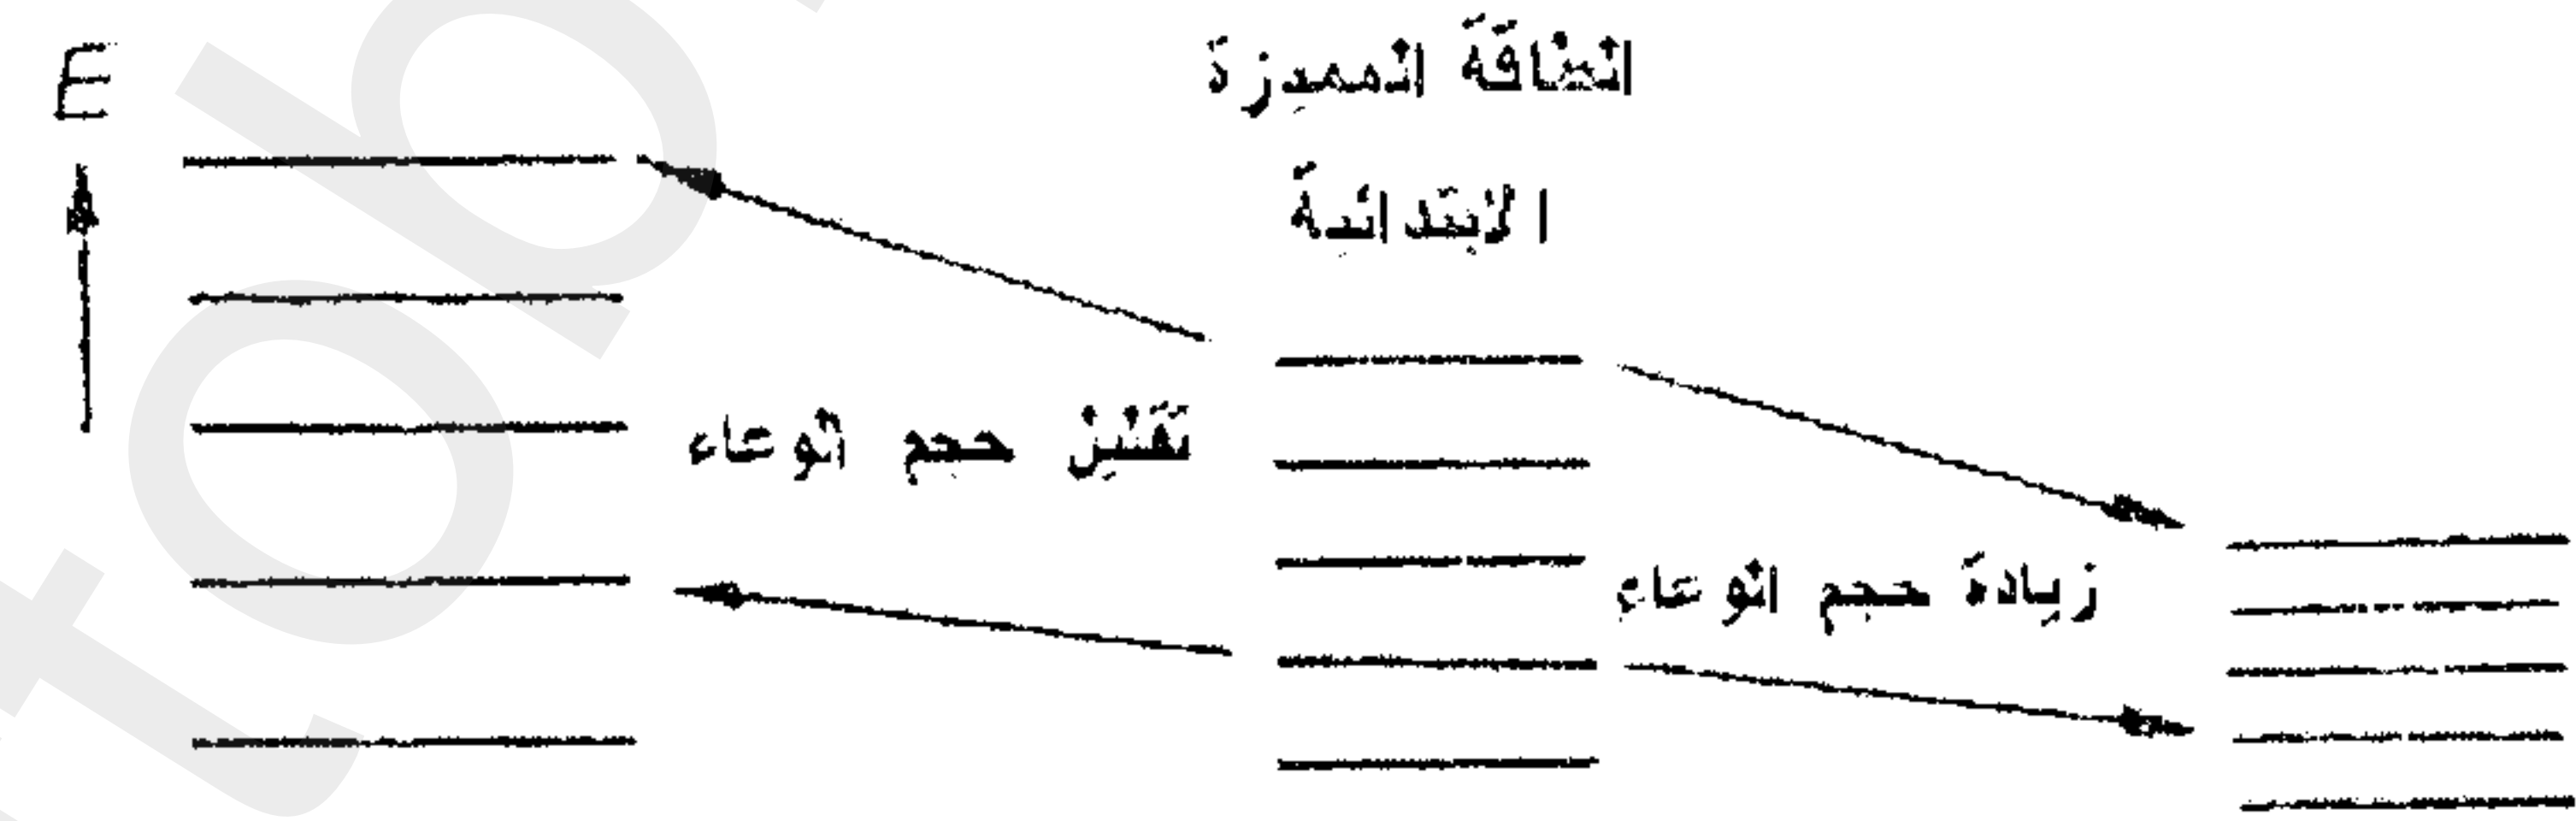 E
الطاقة المميزة
الابتدائية
تقليل حجم الوعاء
زيادة حجم الوعاء